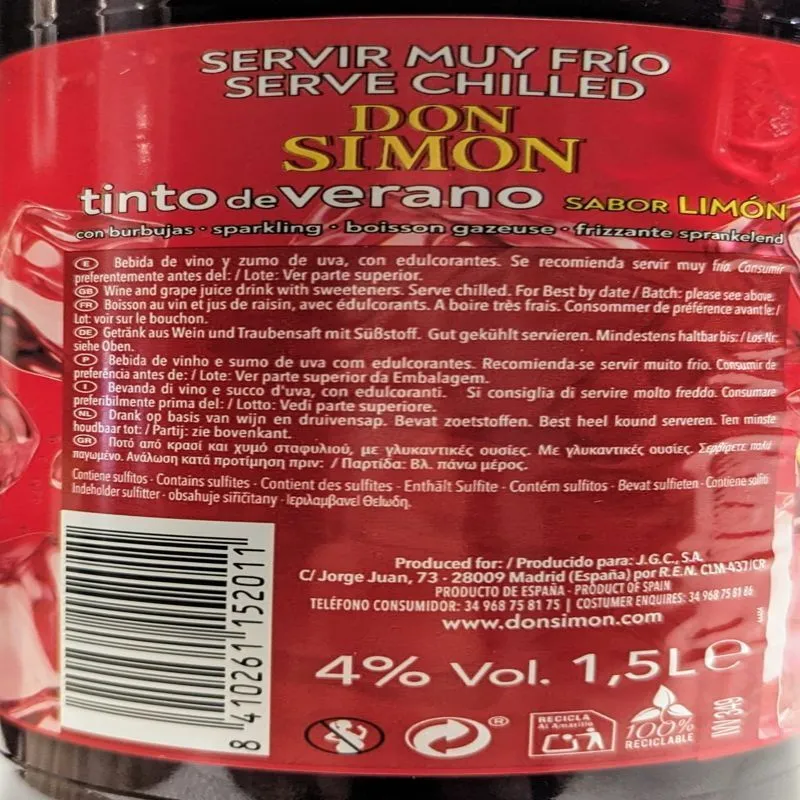 SERVIR MUY FRÍO
SERVE CHILLED
DON
SIMON
tinto de verano SABOR LIMÓN
con burbujas · sparkling · boisson gazeuse · frizzante sprankelend
E Bebida de vino y zumo de uva, con edulcorantes. Se recomienda servir muy frío. Consumir
preferentemente antes del: / Lote: Ver parte superior.
GB Wine and grape juice drink with sweeteners. Serve chilled. For Best by date / Batch: please see above.
FR Boisson au vin et jus de raisin, avec édulcorants. A boire très frais. Consommer de préférence avant le: /
Lot: voir sur le bouchon.
DE Getränk aus Wein und Traubensaft mit Süßstoff. Gut gekühlt servieren. Mindestens haltbar bis: / Los-Nr:
siehe Oben.
P Bebida de vinho e sumo de uva com edulcorantes. Recomenda-se servir muito frio. Consumir de
preferência antes de: / Lote: Ver parte superior da Embalagem.
I Bevanda di vino e succo d'uva, con edulcoranti. Si consiglia di servire molto freddo. Consumare
preferibilmente prima del: / Lotto: Vedi parte superiore.
NL Drank op basis van wijn en druivensap. Bevat zoetstoffen. Best heel kound serveren. Ten minste
houdbaar tot: / Partij: zie bovenkant.
GR Ποτό από κρασί και χυμό σταφυλιού, με γλυκαντικές ουσίες. Με γλυκαντικές ουσίες. Σερβίρετε πολύ
παγωμένο. Ανάλωση κατά προτίμηση πριν: / Παρτίδα: Βλ. πάνω μέρος.
Contiene sulfitos - Contains sulfites - Contient des sulfites - Enthält Sulfite - Contém sulfitos - Bevat sulfieten - Contiene solfiti
Indeholder sulfitter - obsahuje siřičitany - Ιεριλαμβανεί Θείωδη.
Produced for: / Producido para: J.G.C., S.A.
C/ Jorge Juan, 73 - 28009 Madrid (España) por R.E.N. CLM-437/CR
PRODUCTO DE ESPAÑA - PRODUCT OF SPAIN
TELÉFONO CONSUMIDOR: 34 968 75 81 75 | COSTUMER ENQUIRES: 34 968 75 81 86
www.donsimon.com
4% Vol. 1,5L e
8 410261 152011
®
RECICLA
Al Amarillo
100%
RECICLABLE